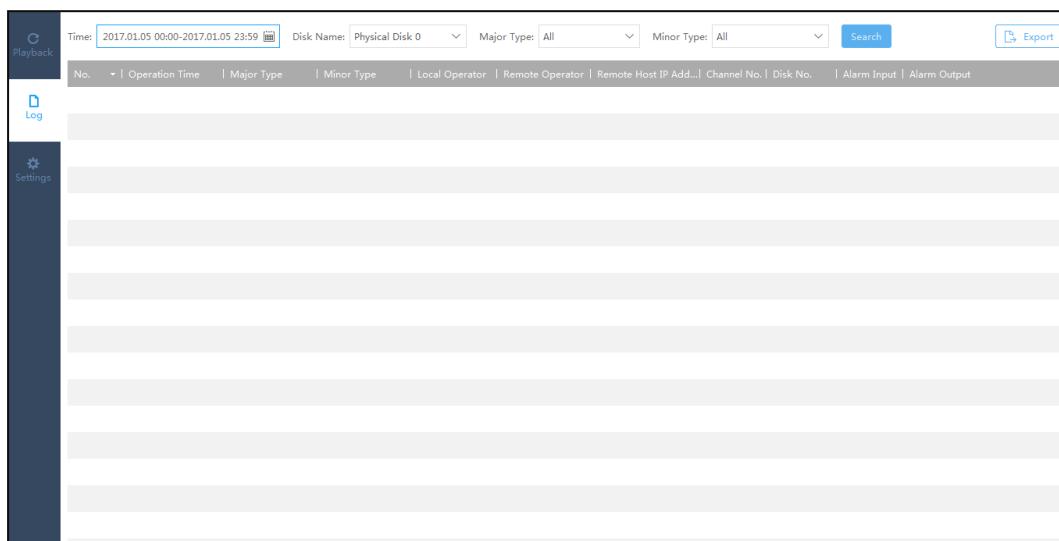 Playback
Log
Settings
Time: 2017.01.05 00:00-2017.01.05 23:59 Disk Name: Physical Disk 0 Major Type: All Minor Type: All Search Export
No. Operation Time Major Type Minor Type Local Operator Remote Operator Remote Host IP Add... Channel No. Disk No. Alarm Input Alarm Output